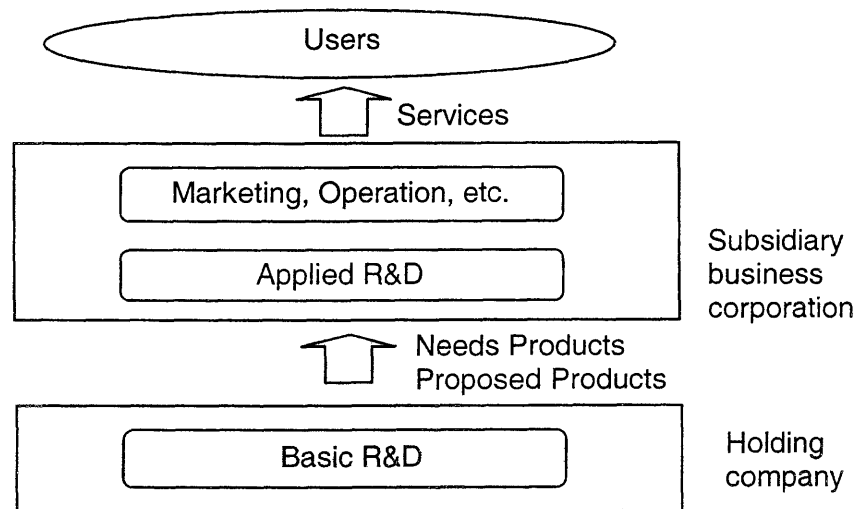 Users
Services
Marketing, Operation, etc.
Applied R&D
Subsidiary
business
corporation
Needs Products
Proposed Products
Basic R&D
Holding
company